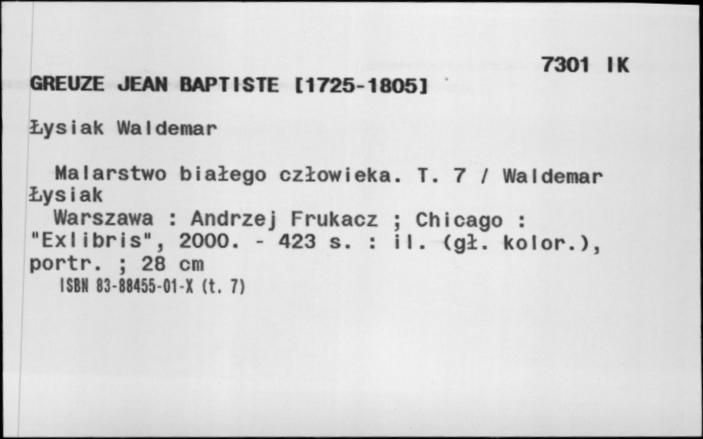 7301 IK
GREUZE JEAN BAPTISTE [1725-1805]
Łysiak Waldemar
Malarstwo białego człowieka. T. 7 / Waldemar
Łysiak
Warszawa : Andrzej Frukacz ; Chicago :
"Exlibris", 2000. - 423 s. : il. (gł. kolor.),
portr. ; 28 cm
ISBN 83-88455-01-X (t. 7)